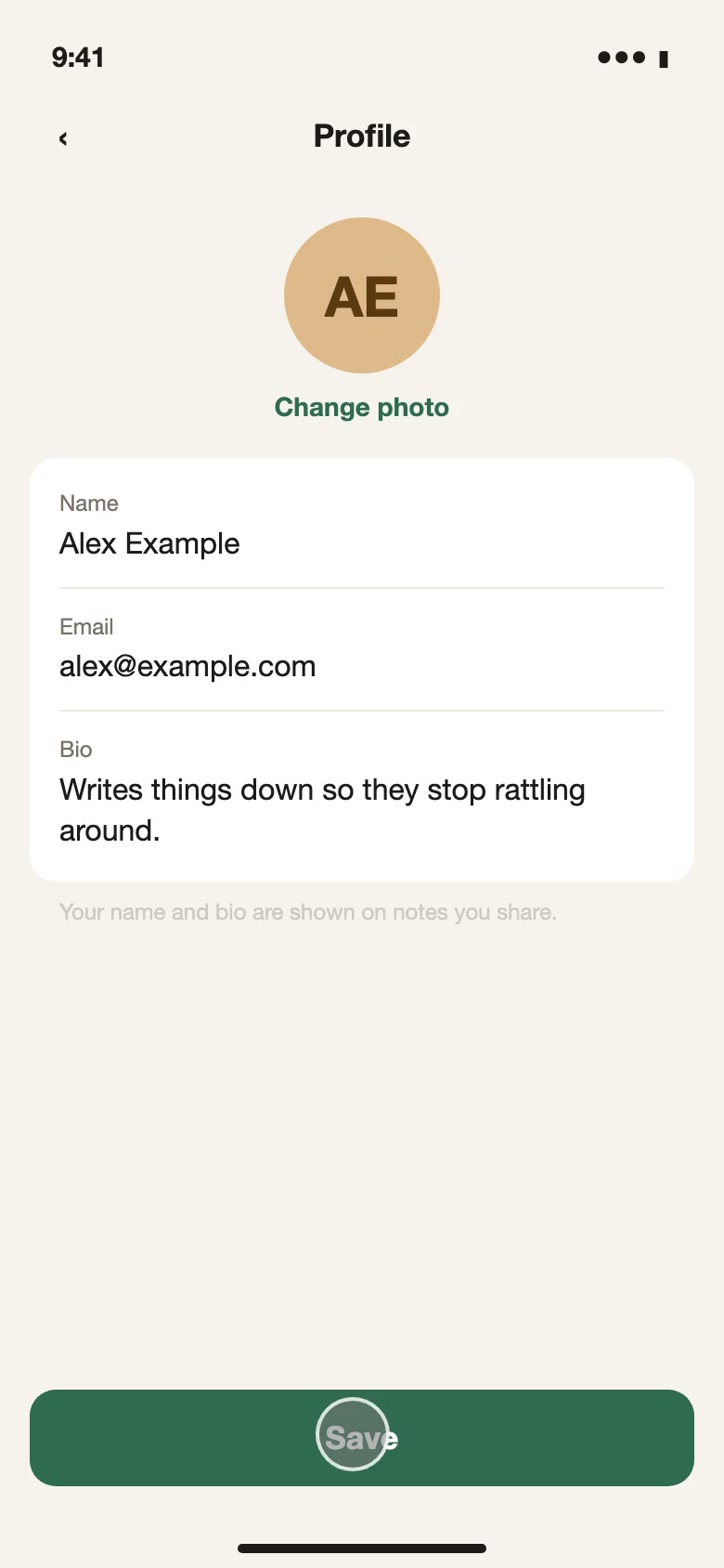 9:41
Profile
AE
Change photo
Name
Alex Example
Email
alex@example.com
Bio
Writes things down so they stop rattling
around.
Your name and bio are shown on notes you share.
Save